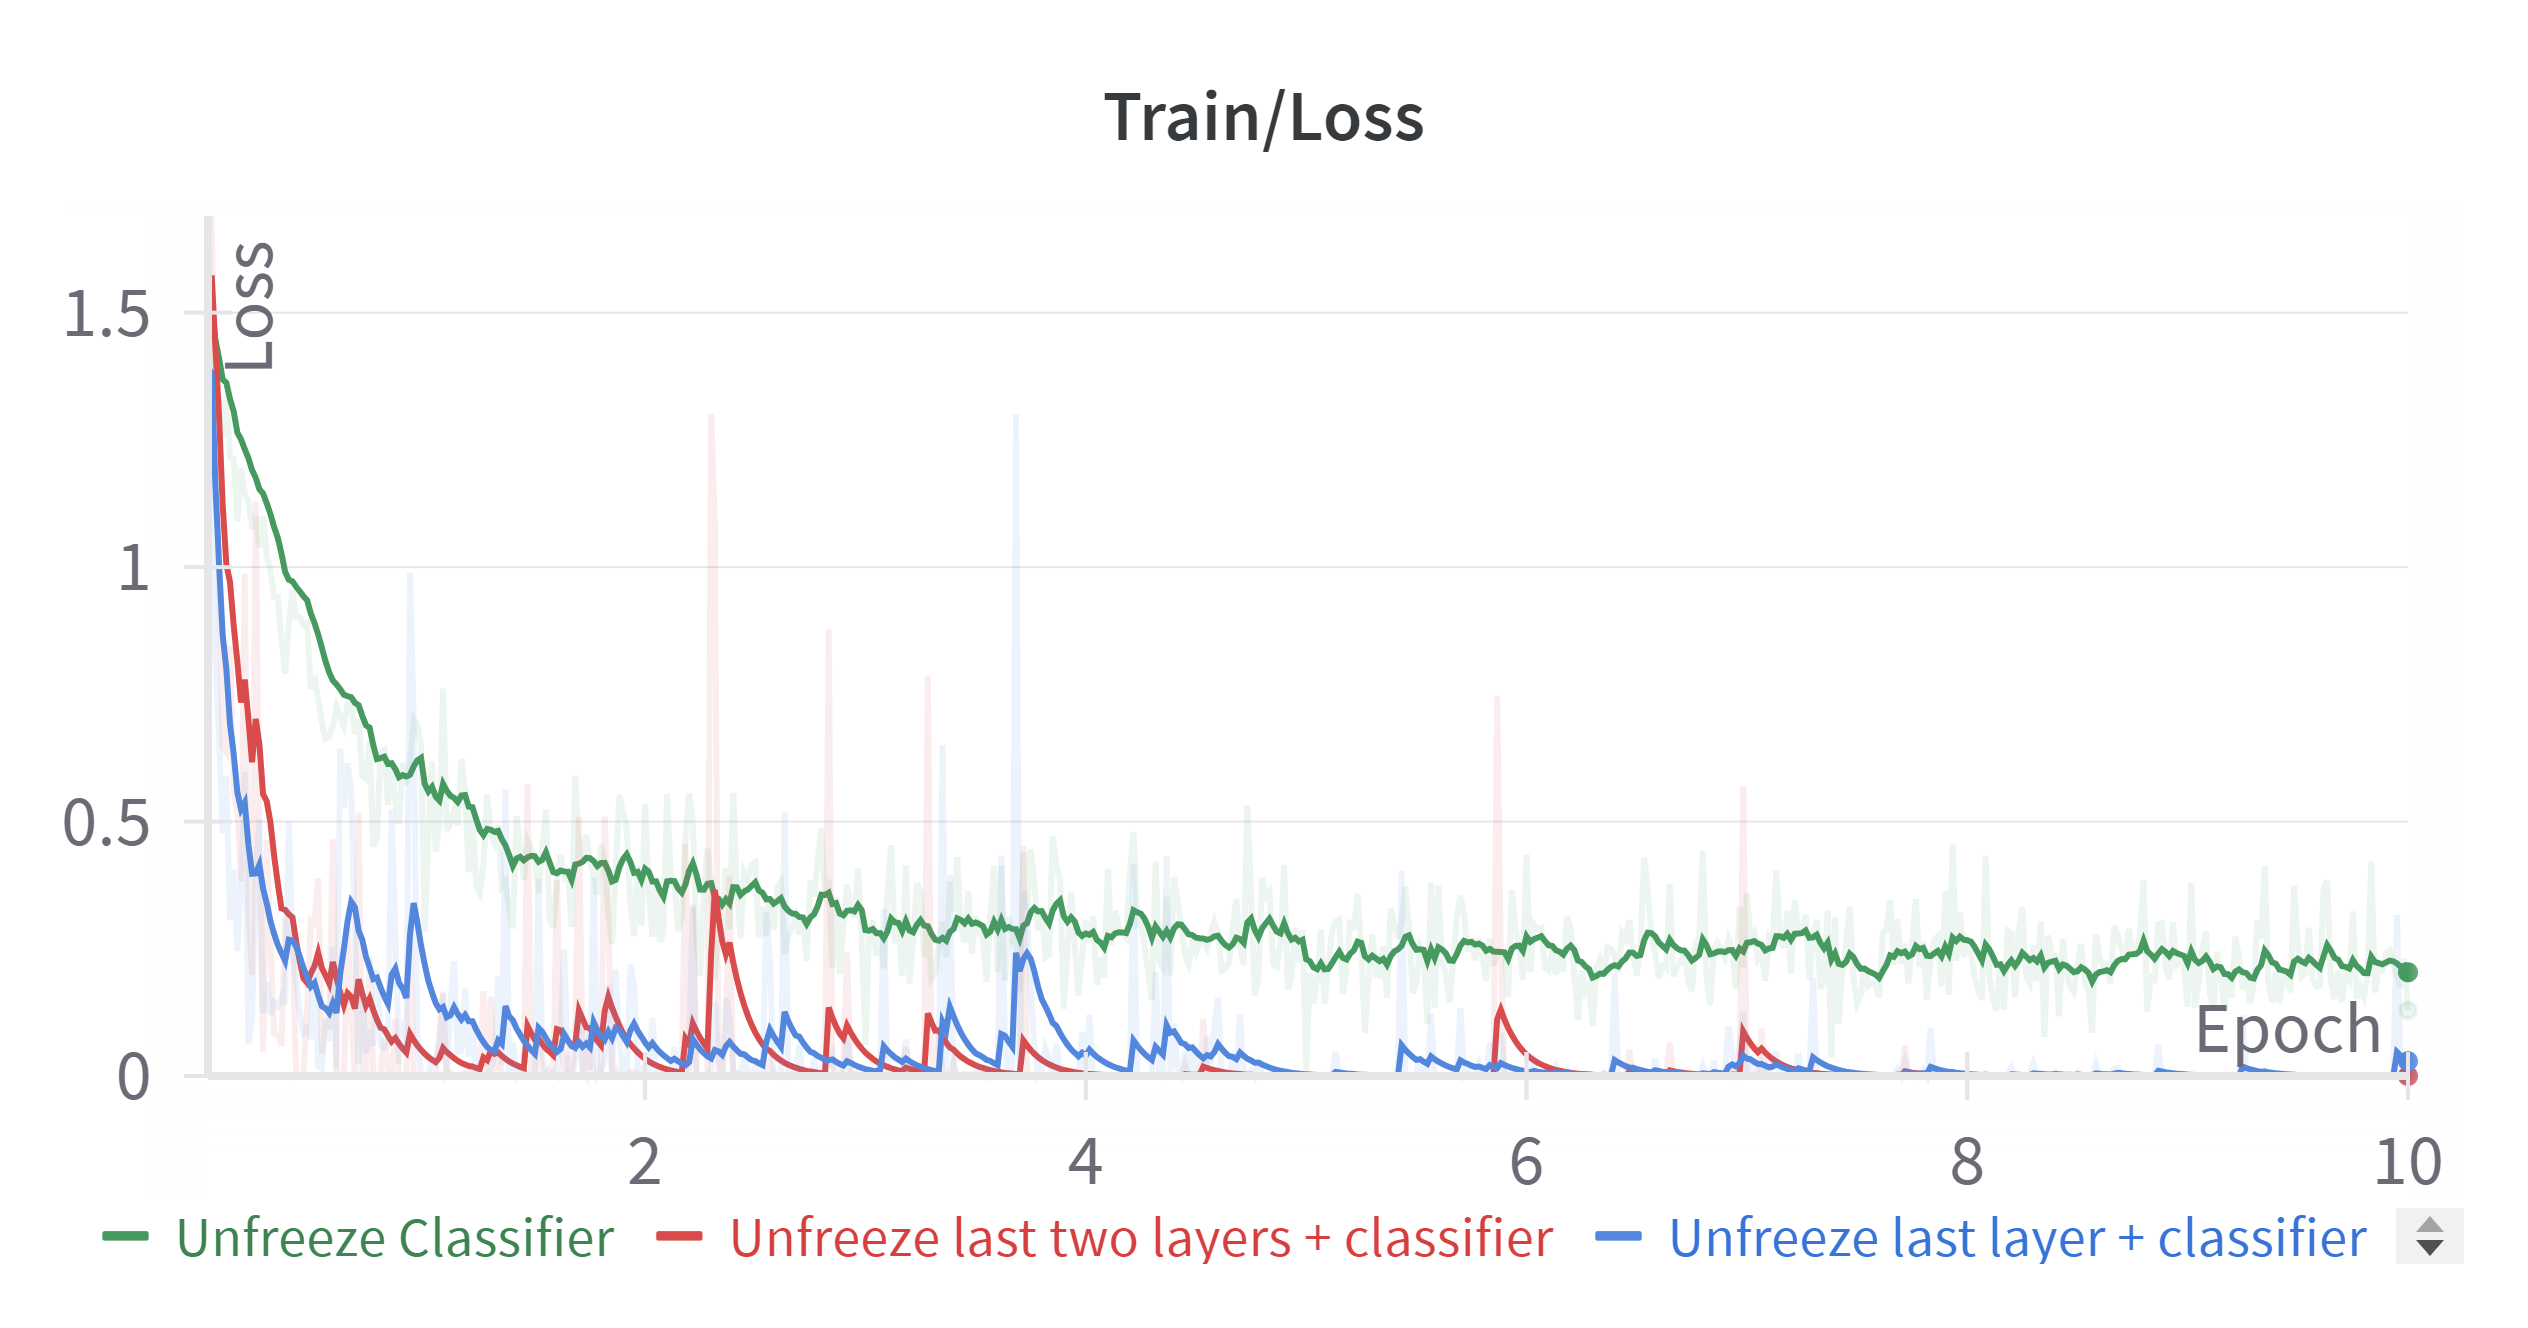 Train/Loss
Loss
1.5
1
0.5
0
Epoch
2 4 6 8 10
Unfreeze Classifier Unfreeze last two layers + classifier Unfreeze last layer + classifier